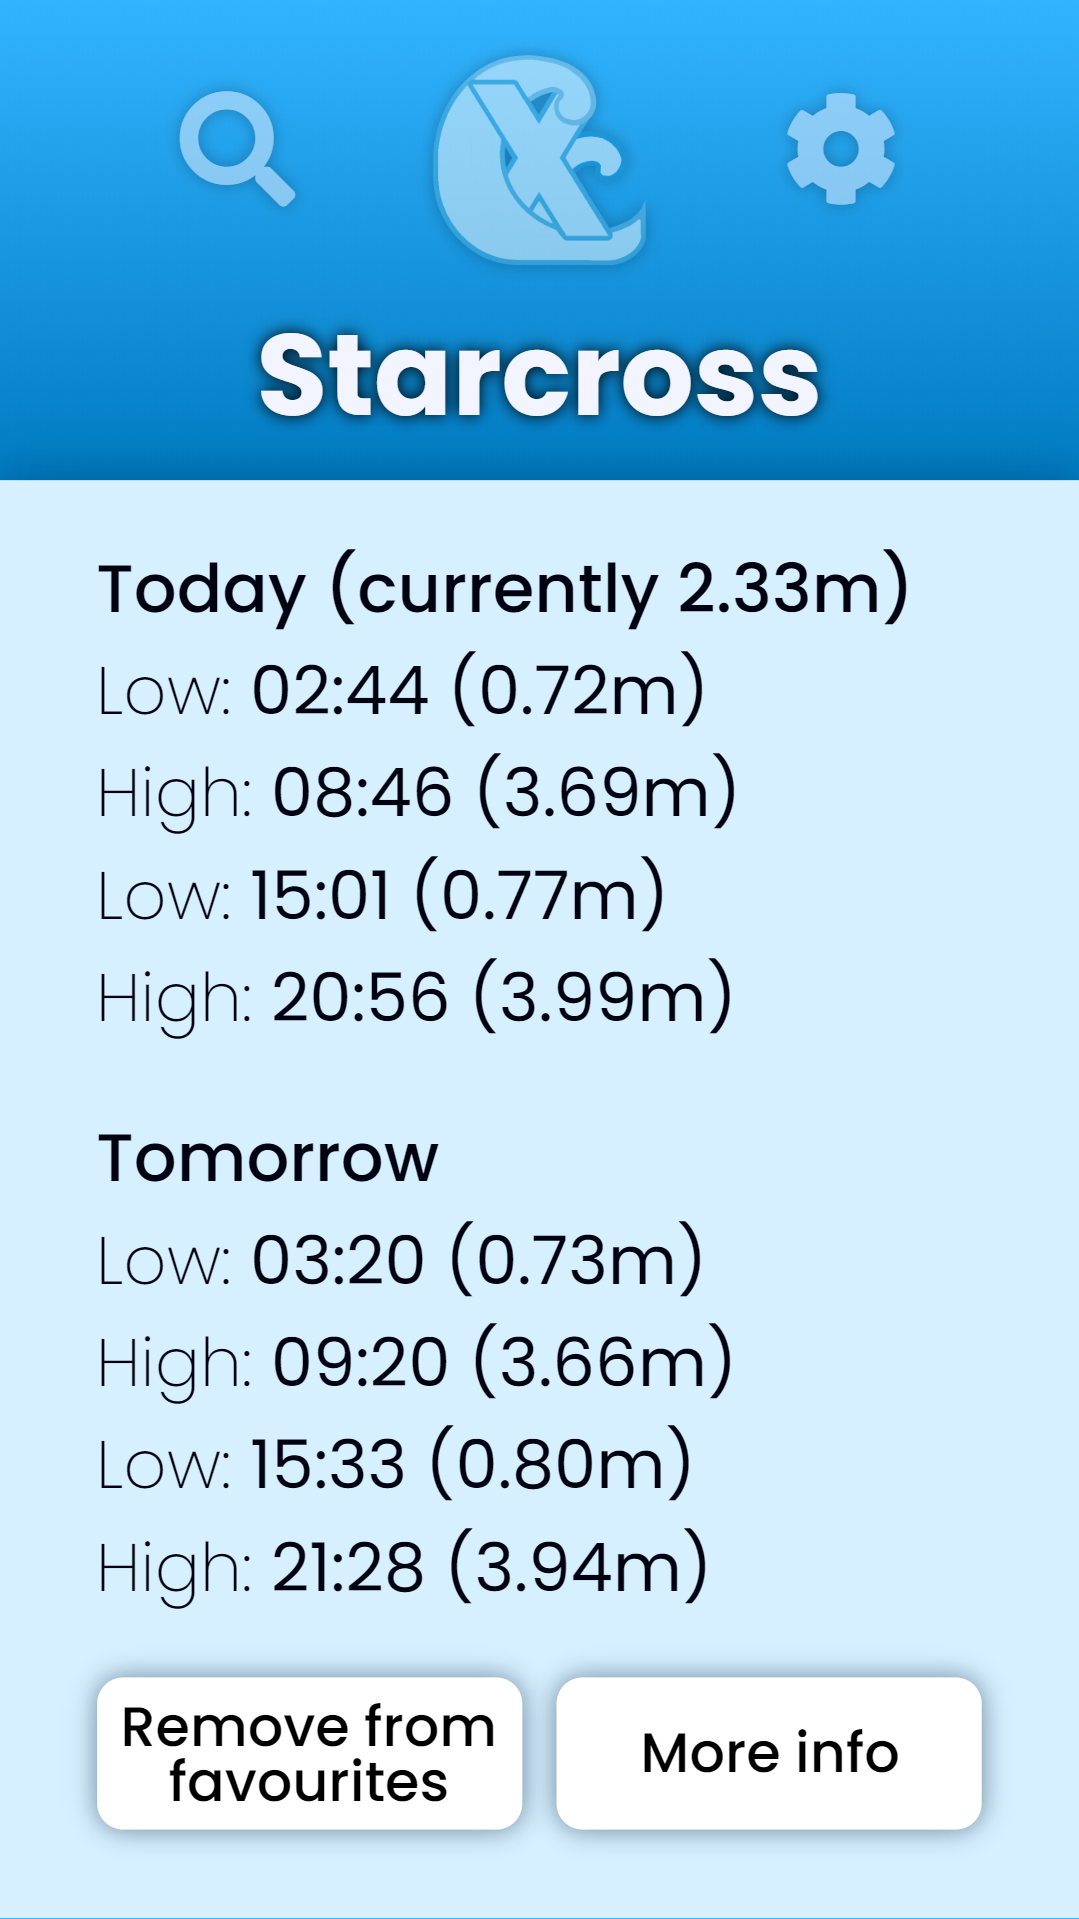 Starcross
Today (currently 2.33m)
Low: 02:44 (0.72m)
High: 08:46 (3.69m)
Low: 15:01 (0.77m)
High: 20:56 (3.99m)
Tomorrow
Low: 03:20 (0.73m)
High: 09:20 (3.66m)
Low: 15:33 (0.80m)
High: 21:28 (3.94m)
Remove from
favourites
More info